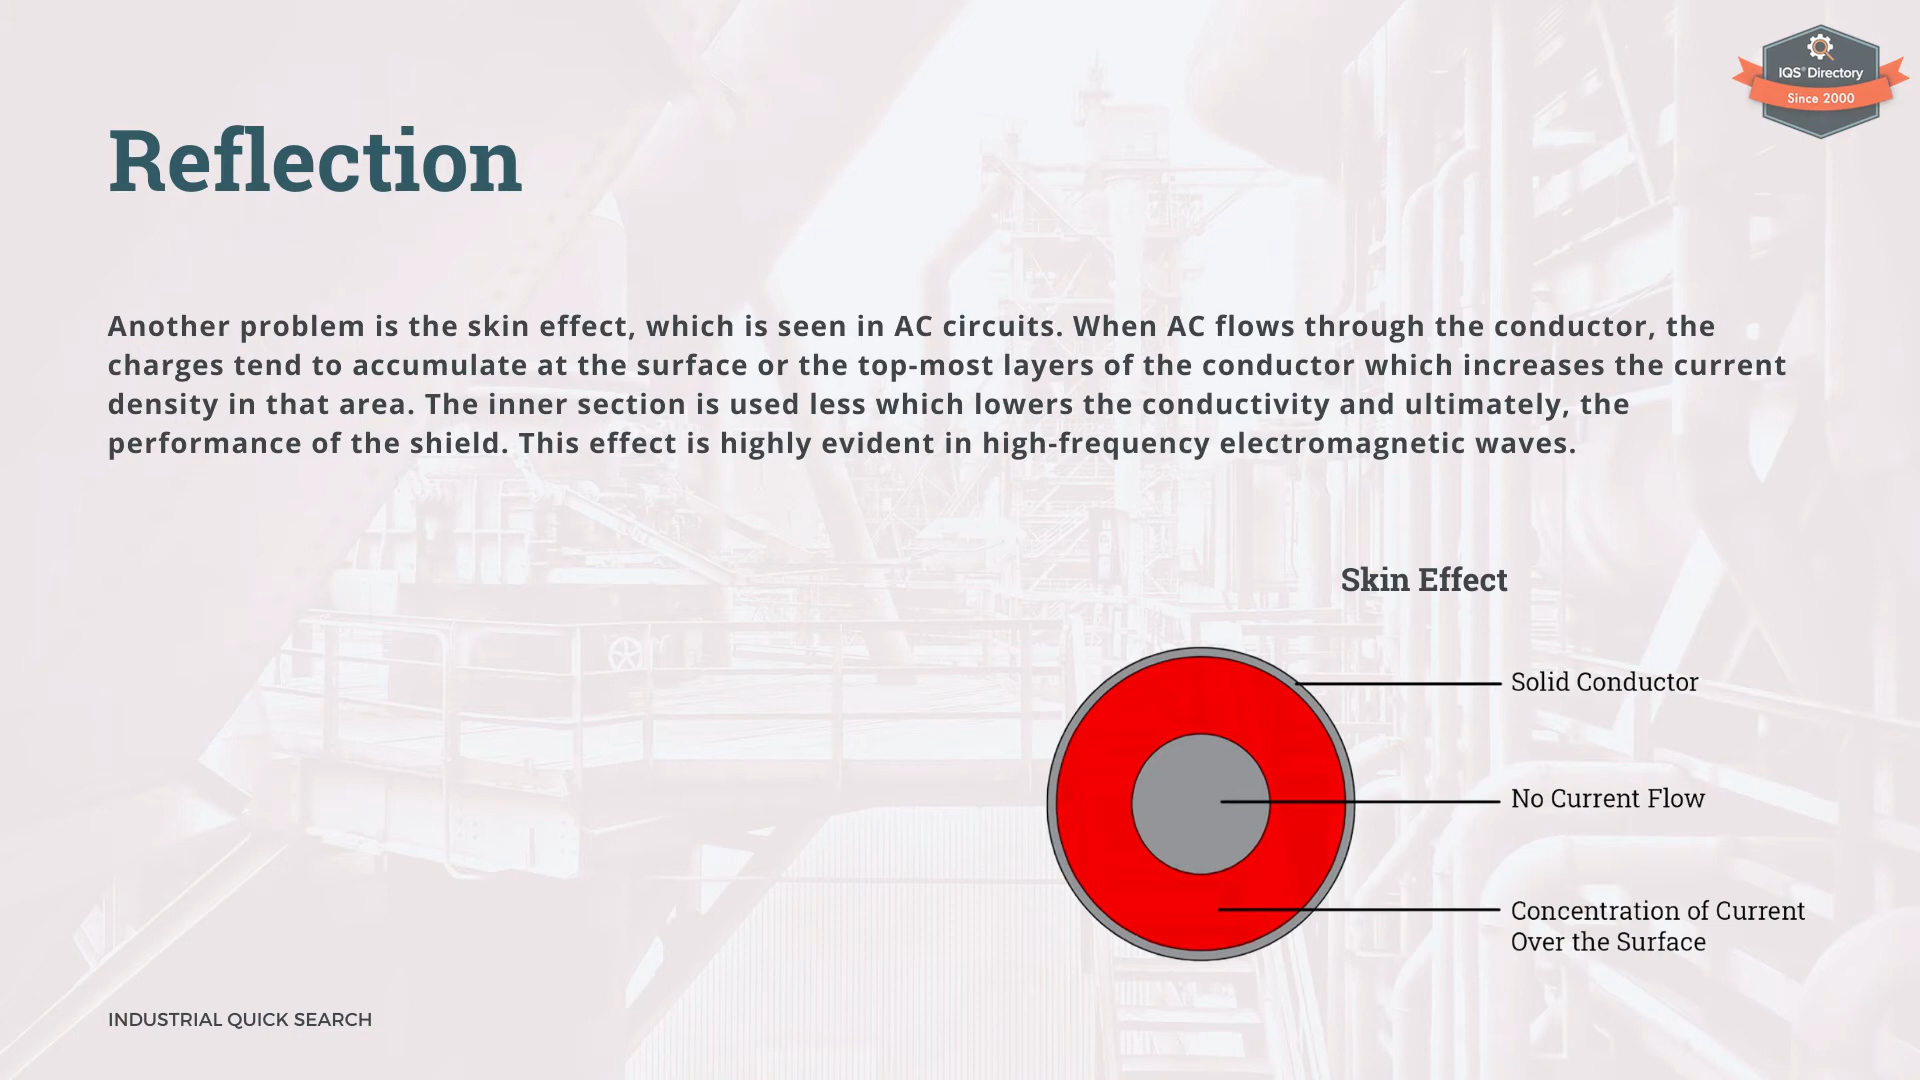 IQS® Directory
Since 2000
Reflection
Another problem is the skin effect, which is seen in AC circuits. When AC flows through the conductor, the
charges tend to accumulate at the surface or the top-most layers of the conductor which increases the current
density in that area. The inner section is used less which lowers the conductivity and ultimately, the
performance of the shield. This effect is highly evident in high-frequency electromagnetic waves.
Skin Effect
Solid Conductor
No Current Flow
Concentration of Current
Over the Surface
INDUSTRIAL QUICK SEARCH